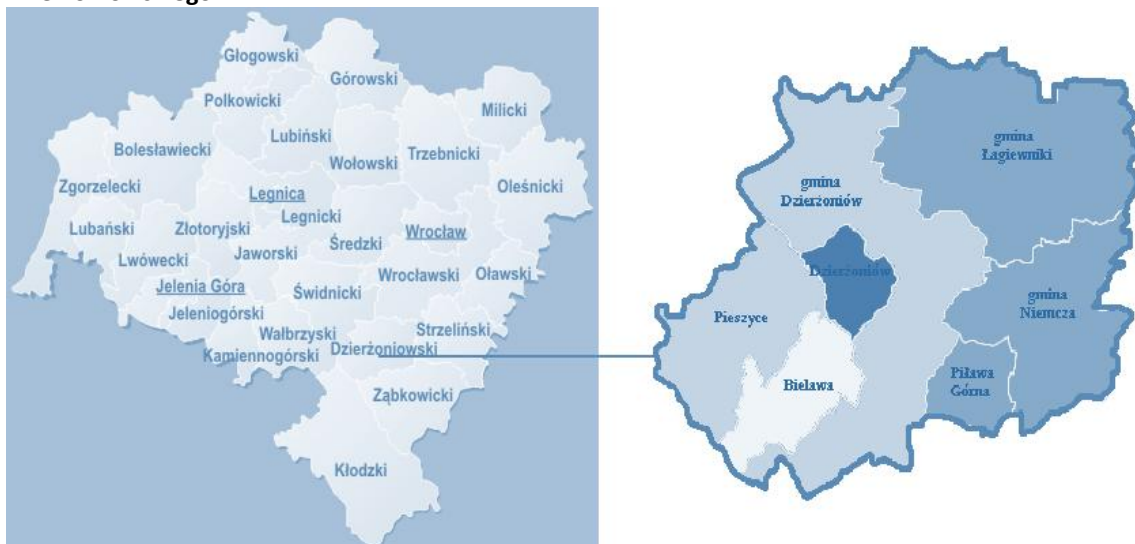 Głogowski
Górowski
Polkowicki
Milicki
Lubiński
Bolesławiecki
Wołowski
Trzebnicki
Zgorzelecki
Oleśnicki
Legnica
Legnicki
Lubański
Złotoryjski
Wrocław
Jaworski
Średzki
Lwówecki
Wrocławski
Oławski
Jelenia Góra
Świdnicki
Jeleniogórski
Wałbrzyski
Strzeliński
Kamiennogórski
Dzierżoniowski
Ząbkowicki
Kłodzki
gmina
Łagiewniki
gmina
Dzierżoniów
Dzierżoniów
gmina
Niemcza
Pieszyce
Bielawa
Piława
Górna